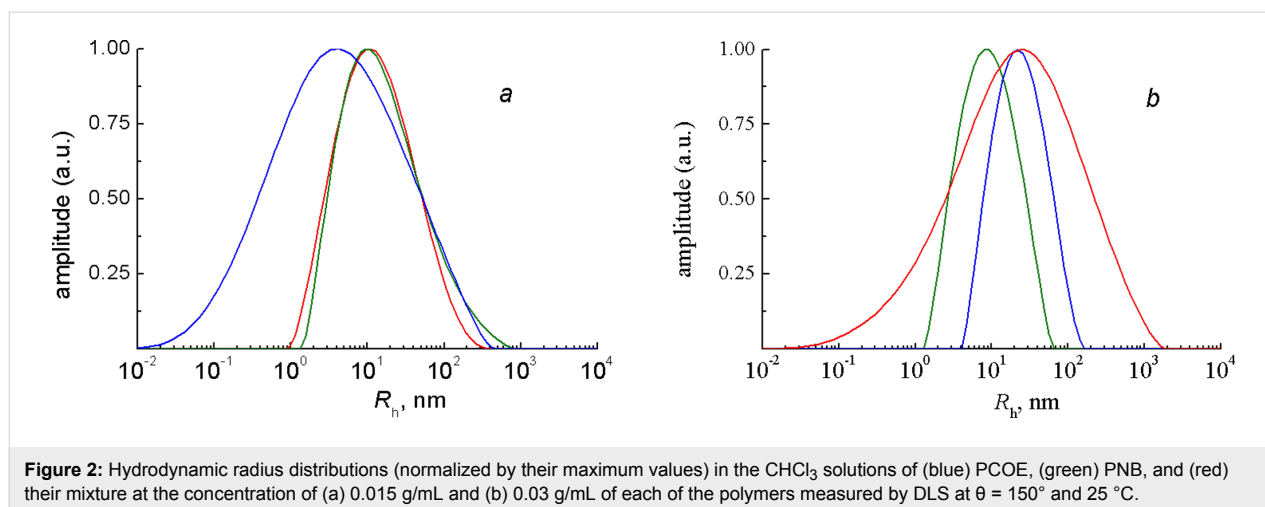 a
1.00
0.75
0.50
0.25
amplitude (a.u.)
10⁻² 10⁻¹ 10⁰ 10¹ 10² 10³ 10⁴
Rₕ, nm
b
1.00
0.75
0.50
0.25
amplitude (a.u.)
10⁻² 10⁻¹ 10⁰ 10¹ 10² 10³ 10⁴
Rₕ, nm
Figure 2: Hydrodynamic radius distributions (normalized by their maximum values) in the CHCl₃ solutions of (blue) PCOE, (green) PNB, and (red)
their mixture at the concentration of (a) 0.015 g/mL and (b) 0.03 g/mL of each of the polymers measured by DLS at θ = 150° and 25 °C.